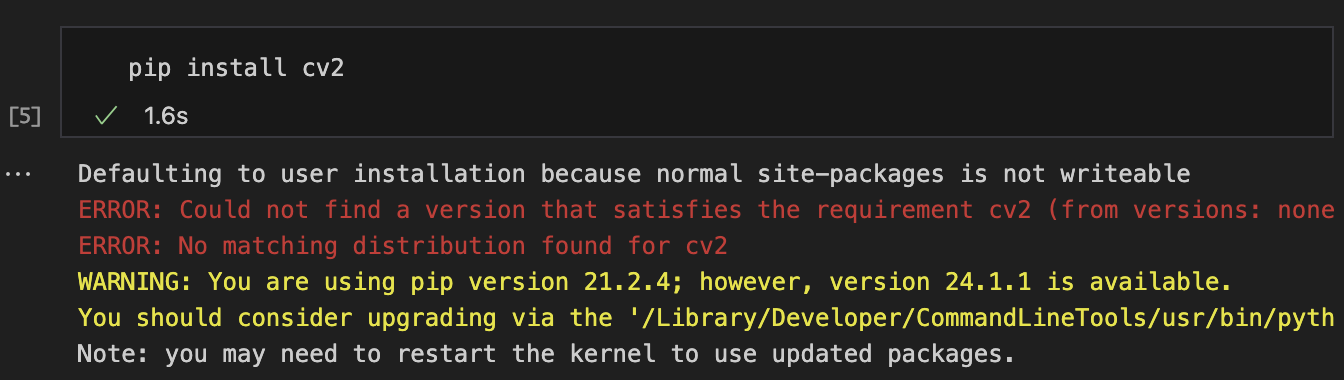 pip install cv2
[5]
✓ 1.6s
... Defaulting to user installation because normal site-packages is not writeable
ERROR: Could not find a version that satisfies the requirement cv2 (from versions: none
ERROR: No matching distribution found for cv2
WARNING: You are using pip version 21.2.4; however, version 24.1.1 is available.
You should consider upgrading via the '/Library/Developer/CommandLineTools/usr/bin/pyth
Note: you may need to restart the kernel to use updated packages.